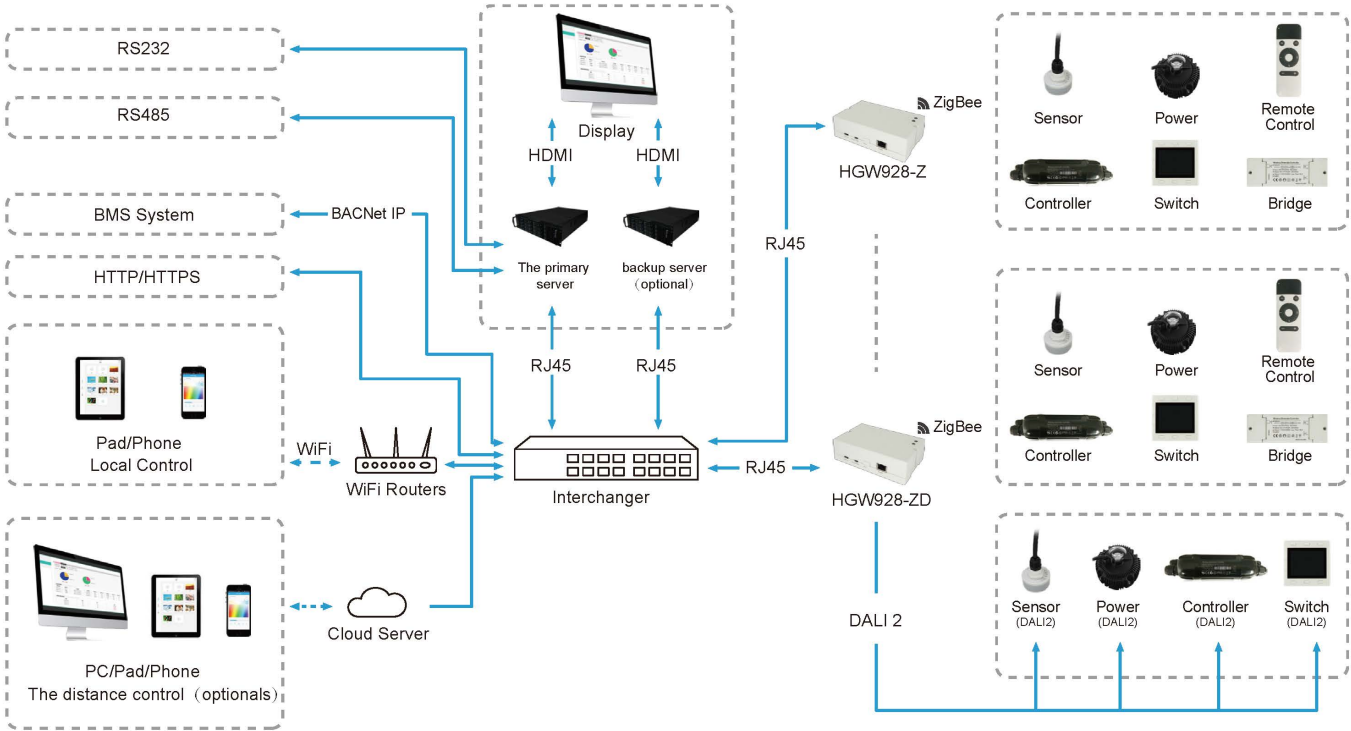 RS232
RS485
BMS System
BACNet IP
HTTP/HTTPS
Pad/Phone
Local Control
WiFi
WiFi Routers
PC/Pad/Phone
The distance control（optionals）
Cloud Server
Display
HDMI
HDMI
The primary
server
backup server
（optional）
RJ45
RJ45
Interchanger
RJ45
RJ45
ZigBee
HGW928-Z
ZigBee
HGW928-ZD
DALI 2
Sensor
Power
Remote
Control
Controller
Switch
Bridge
Sensor
Power
Remote
Control
Controller
Switch
Bridge
Sensor
(DALI2)
Power
(DALI2)
Controller
(DALI2)
Switch
(DALI2)